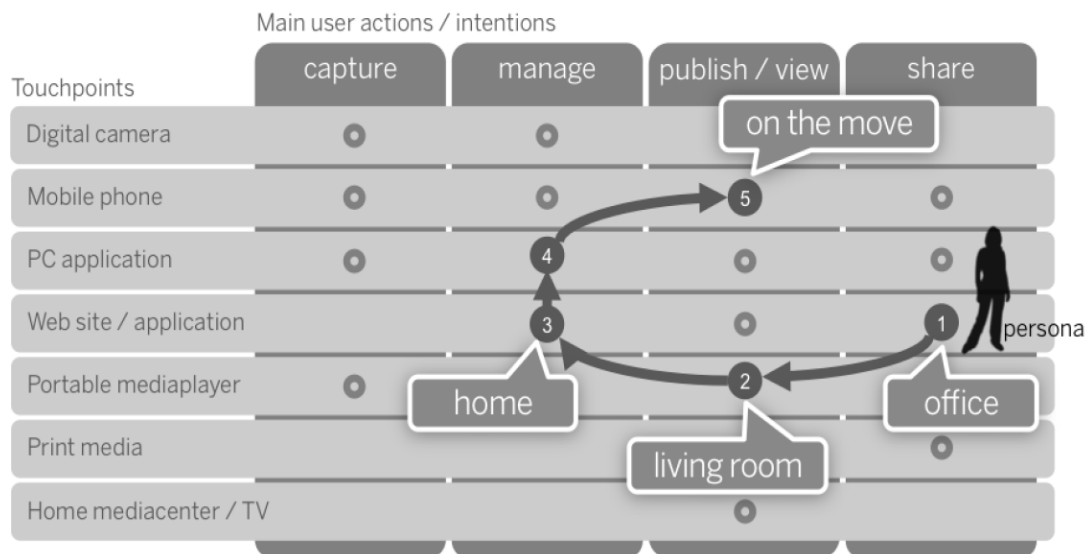 Main user actions / intentions
Touchpoints
capture
manage
publish / view
share
Digital camera
on the move
Mobile phone
5
PC application
4
Web site / application
3
1
persona
Portable mediaplayer
2
home
office
Print media
living room
Home mediacenter / TV